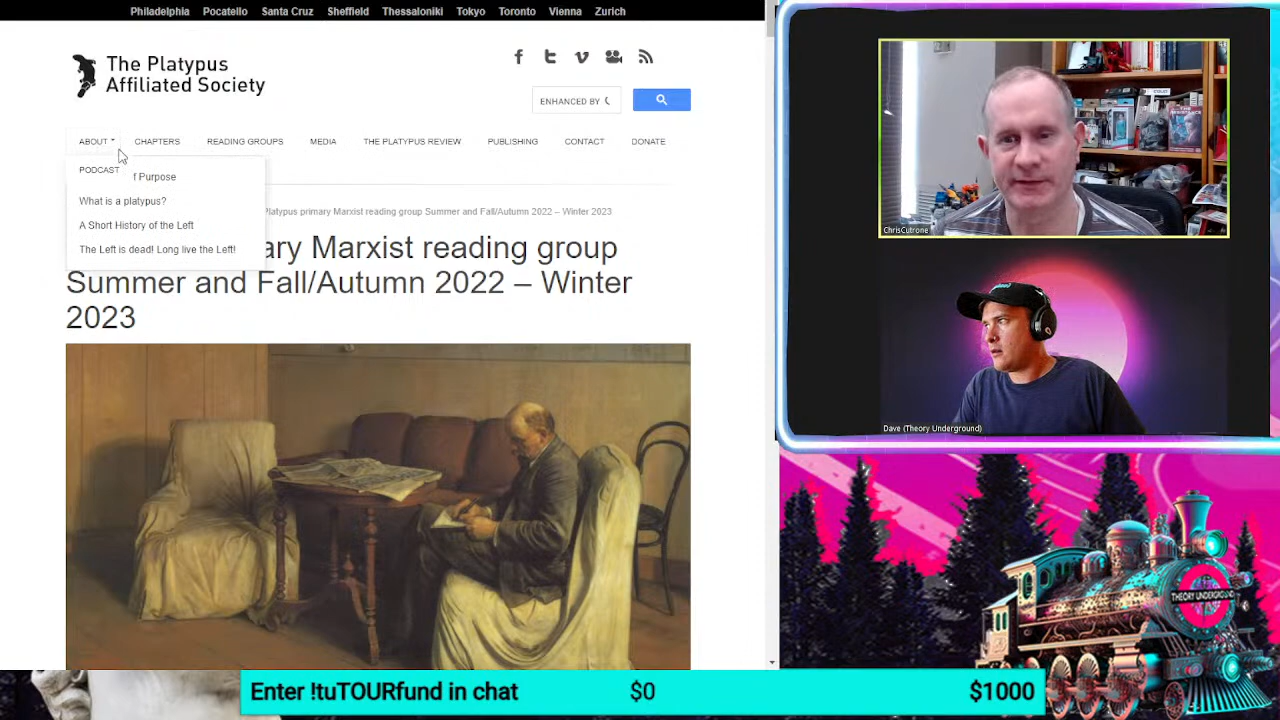 Philadelphia Pocatello Santa Cruz Sheffield Thessaloniki Tokyo Toronto Vienna Zurich
The Platypus
Affiliated Society
ENHANCED BY
ABOUT CHAPTERS READING GROUPS MEDIA THE PLATYPUS REVIEW PUBLISHING CONTACT DONATE
PODCAST
f Purpose
What is a platypus?
A Short History of the Left
The Left is dead! Long live the Left!
Platypus primary Marxist reading group Summer and Fall/Autumn 2022 – Winter 2023
ary Marxist reading group
Summer and Fall/Autumn 2022 – Winter
2023
ChrisCutrone
Dave (Theory Underground)
THEORY UNDERGROUND
Enter !tuTOURfund in chat $0 $1000